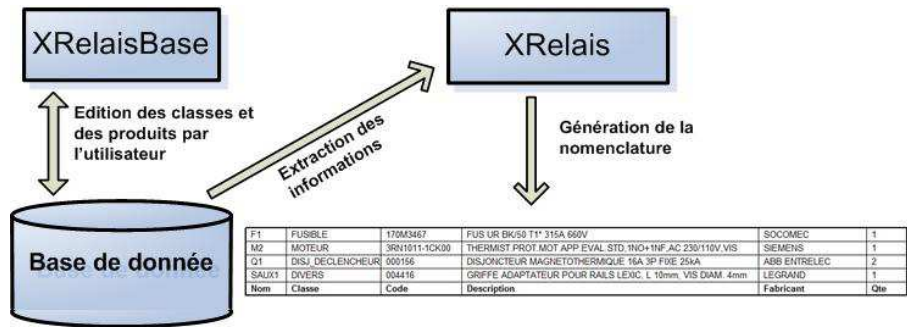 XRelaisBase
XRelais
Edition des classes et
des produits par
l'utilisateur
Extraction des
informations
Génération de la
nomenclature
Base de donnée
F1 FUSIBLE 170M3467 FUS UR BK/50 T1* 315A 660V SOCOMEC 1
M2 MOTEUR 3RN1011-1CK00 THERMIST.PROT.MOT APP.EVAL STD,1NO+1NF,AC 230/110V,VIS SIEMENS 1
Q1 DISJ_DECLENCHEUR 000156 DISJONCTEUR MAGNETOTHERMIQUE 16A 3P FIXE 25kA ABB ENTRELEC 2
SAUX1 DIVERS 004416 GRIFFE ADAPTATEUR POUR RAILS LEXIC. L 10mm, VIS DIAM. 4mm LEGRAND 1
Nom Classe Code Description Fabricant Qte